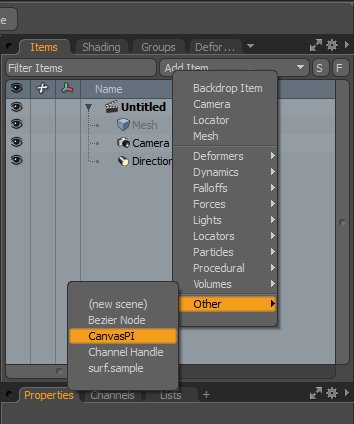 e
Items Shading Groups Defor...
Filter Items Add Item... S F
Name
Untitled
Mesh
Camera
Direction
Backdrop Item
Camera
Locator
Mesh
Deformers
Dynamics
Falloffs
Forces
Lights
Locators
Particles
Procedural
Volumes
Other
(new scene)
Bezier Node
CanvasPI
Channel Handle
surf.sample
Properties Channels Lists +